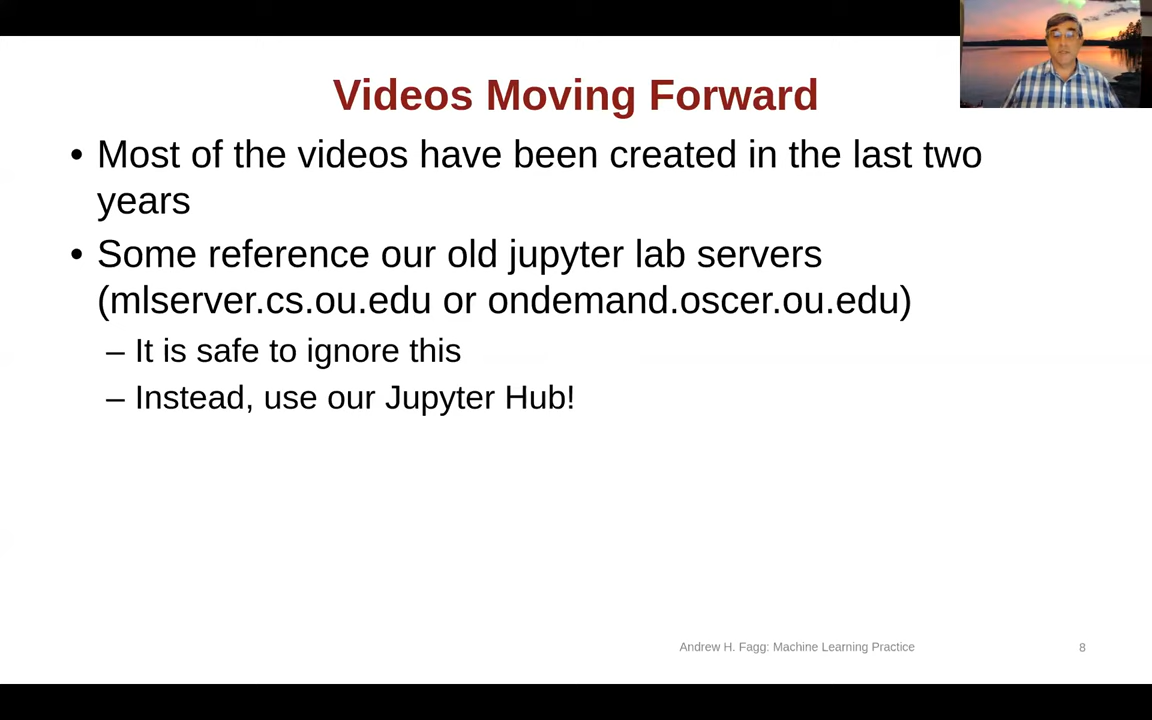 Videos Moving Forward
• Most of the videos have been created in the last two
years
• Some reference our old jupyter lab servers
(mlserver.cs.ou.edu or ondemand.oscer.ou.edu)
– It is safe to ignore this
– Instead, use our Jupyter Hub!
Andrew H. Fagg: Machine Learning Practice
8